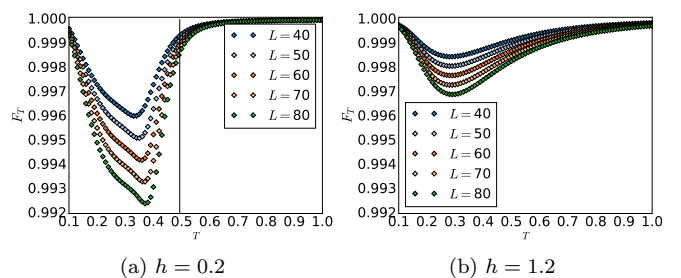 1.000
0.999
0.998
0.997
0.996
0.995
0.994
0.993
0.992
F_T
0.1 0.2 0.3 0.4 0.5 0.6 0.7 0.8 0.9 1.0
T
L = 40
L = 50
L = 60
L = 70
L = 80
(a) h = 0.2
1.000
0.999
0.998
0.997
0.996
0.995
0.994
0.993
0.992
F_T
0.1 0.2 0.3 0.4 0.5 0.6 0.7 0.8 0.9 1.0
T
L = 40
L = 50
L = 60
L = 70
L = 80
(b) h = 1.2